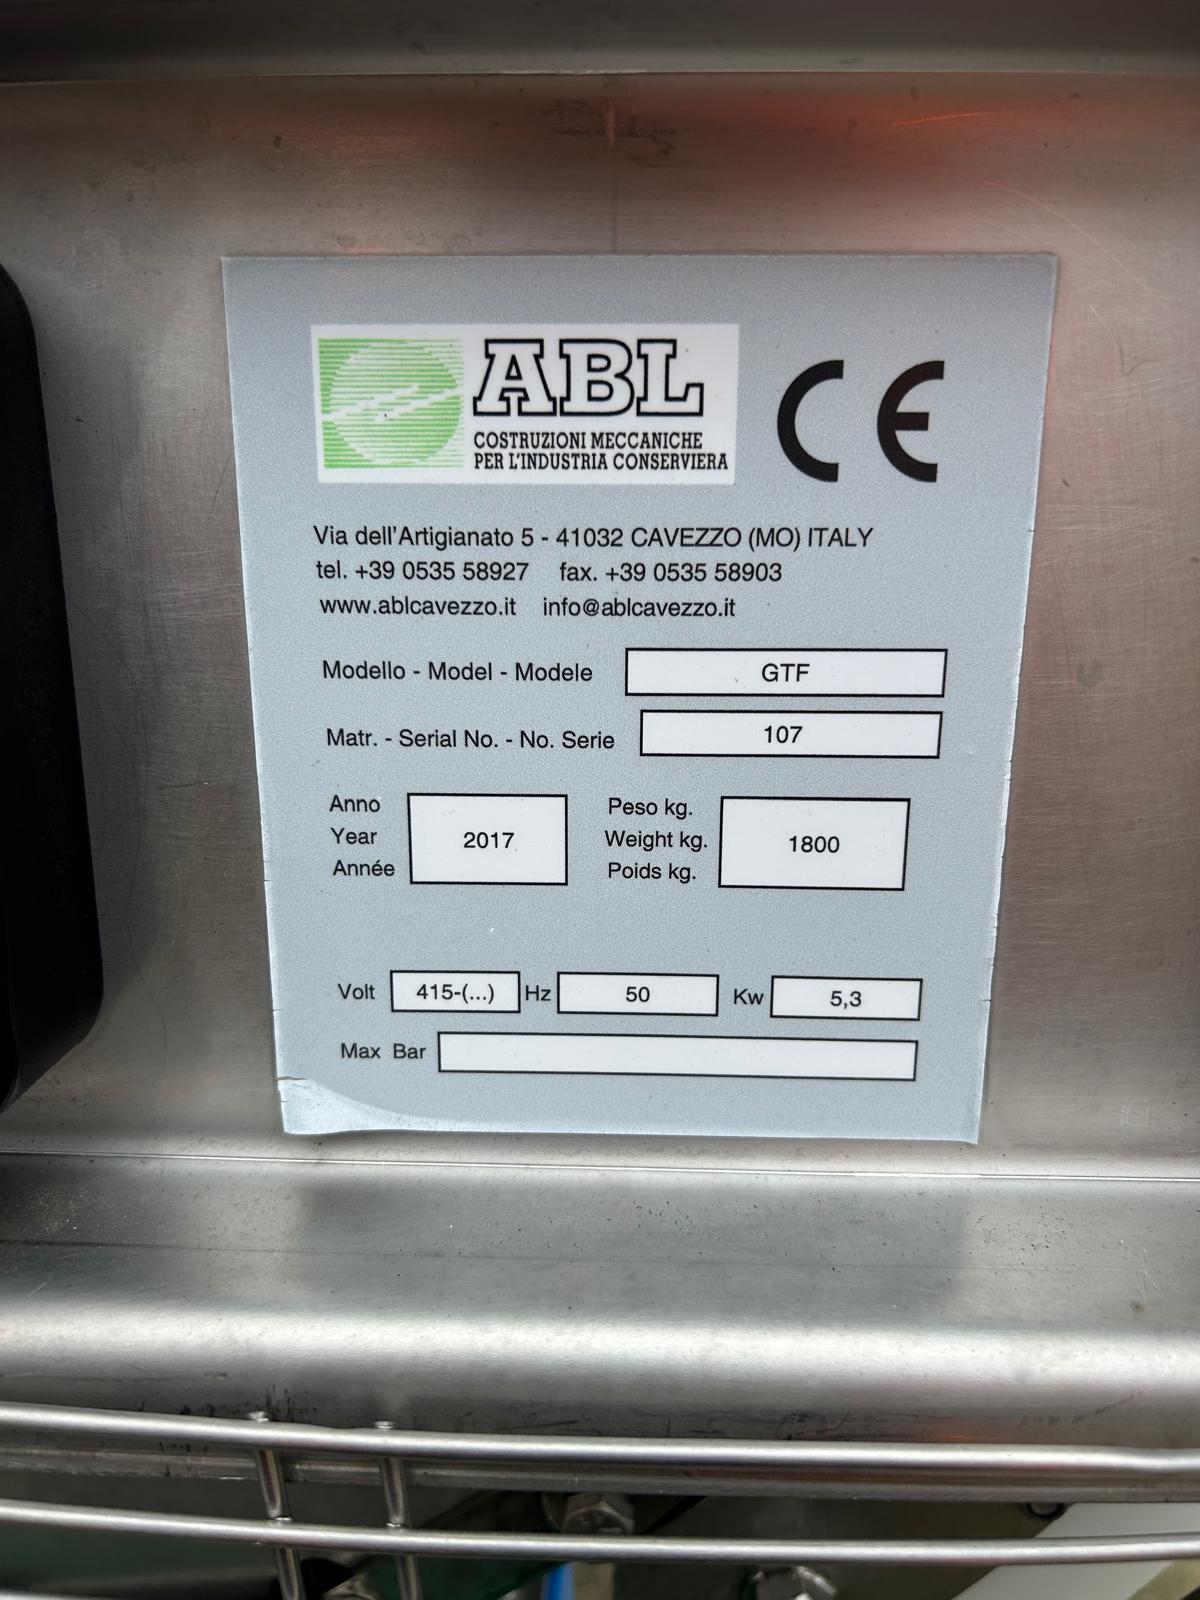 ABL
COSTRUZIONI MECCANICHE
PER L'INDUSTRIA CONSERVIERA
CE
Via dell'Artigianato 5 - 41032 CAVEZZO (MO) ITALY
tel. +39 0535 58927 fax. +39 0535 58903
www.ablcavezzo.it info@ablcavezzo.it
Modello - Model - Modele GTF
Matr. - Serial No. - No. Serie 107
Anno
Year
Année
2017
Peso kg.
Weight kg.
Poids kg.
1800
Volt 415-(...) Hz 50 Kw 5,3
Max Bar